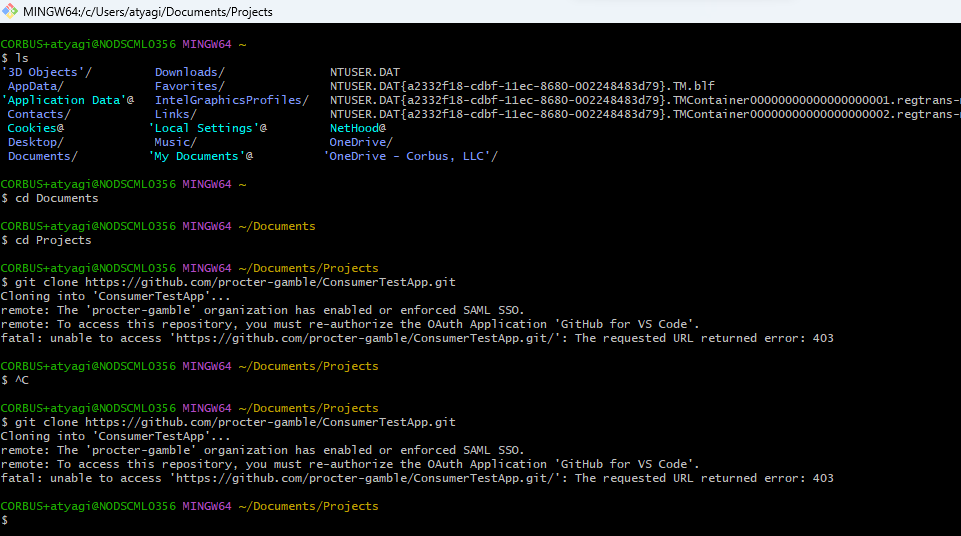 MINGW64:/c/Users/atyagi/Documents/Projects
CORBUS+atyagi@NODSCML0356 MINGW64 ~
$ ls
'3D Objects'/ Downloads/ NTUSER.DAT
AppData/ Favorites/ NTUSER.DAT{a2332f18-cdbf-11ec-8680-002248483d79}.TM.blf
'Application Data'@ IntelGraphicsProfiles/ NTUSER.DAT{a2332f18-cdbf-11ec-8680-002248483d79}.TMContainer00000000000000000001.regtrans-
Contacts/ Links/ NTUSER.DAT{a2332f18-cdbf-11ec-8680-002248483d79}.TMContainer00000000000000000002.regtrans-
Cookies@ 'Local Settings'@ NetHood@
Desktop/ Music/ OneDrive/
Documents/ 'My Documents'@ 'OneDrive - Corbus, LLC'/
CORBUS+atyagi@NODSCML0356 MINGW64 ~
$ cd Documents
CORBUS+atyagi@NODSCML0356 MINGW64 ~/Documents
$ cd Projects
CORBUS+atyagi@NODSCML0356 MINGW64 ~/Documents/Projects
$ git clone https://github.com/procter-gamble/ConsumerTestApp.git
Cloning into 'ConsumerTestApp'...
remote: The 'procter-gamble' organization has enabled or enforced SAML SSO.
remote: To access this repository, you must re-authorize the OAuth Application 'GitHub for VS Code'.
fatal: unable to access 'https://github.com/procter-gamble/ConsumerTestApp.git/': The requested URL returned error: 403
CORBUS+atyagi@NODSCML0356 MINGW64 ~/Documents/Projects
$ ^C
CORBUS+atyagi@NODSCML0356 MINGW64 ~/Documents/Projects
$ git clone https://github.com/procter-gamble/ConsumerTestApp.git
Cloning into 'ConsumerTestApp'...
remote: The 'procter-gamble' organization has enabled or enforced SAML SSO.
remote: To access this repository, you must re-authorize the OAuth Application 'GitHub for VS Code'.
fatal: unable to access 'https://github.com/procter-gamble/ConsumerTestApp.git/': The requested URL returned error: 403
CORBUS+atyagi@NODSCML0356 MINGW64 ~/Documents/Projects
$